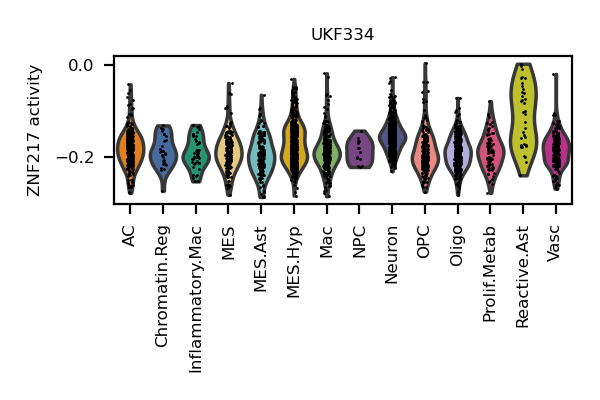 UKF334
ZNF217 activity
0.0
−0.2
AC
Chromatin.Reg
Inflammatory.Mac
MES
MES.Ast
MES.Hyp
Mac
NPC
Neuron
OPC
Oligo
Prolif.Metab
Reactive.Ast
Vasc